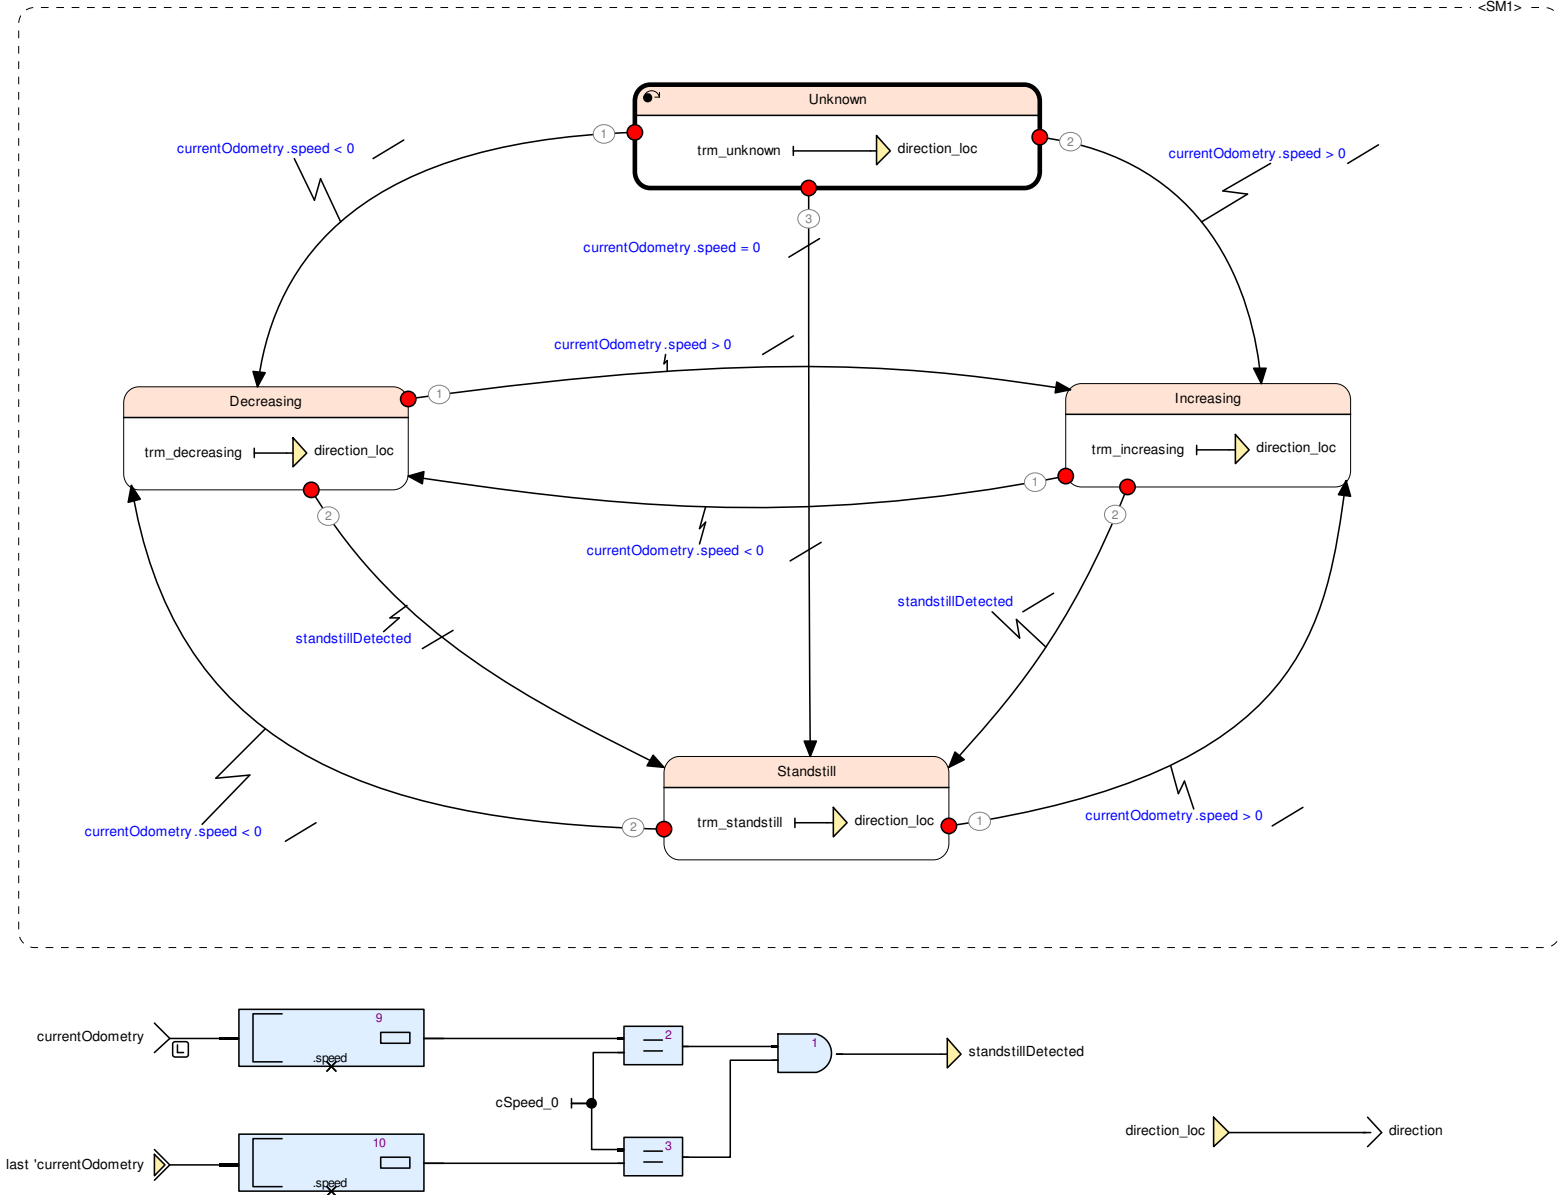 <SM1>
Unknown
trm_unknown
direction_loc
1
2
3
currentOdometry.speed < 0
currentOdometry.speed > 0
currentOdometry.speed = 0
currentOdometry.speed > 0
Decreasing
1
trm_decreasing
direction_loc
2
Increasing
trm_increasing
direction_loc
1
2
currentOdometry.speed < 0
standstillDetected
standstillDetected
Standstill
trm_standstill
direction_loc
2
1
currentOdometry.speed < 0
currentOdometry.speed > 0
currentOdometry
L
9
.speed
2
1
standstillDetected
cSpeed_0
last 'currentOdometry
10
.speed
3
direction_loc
direction